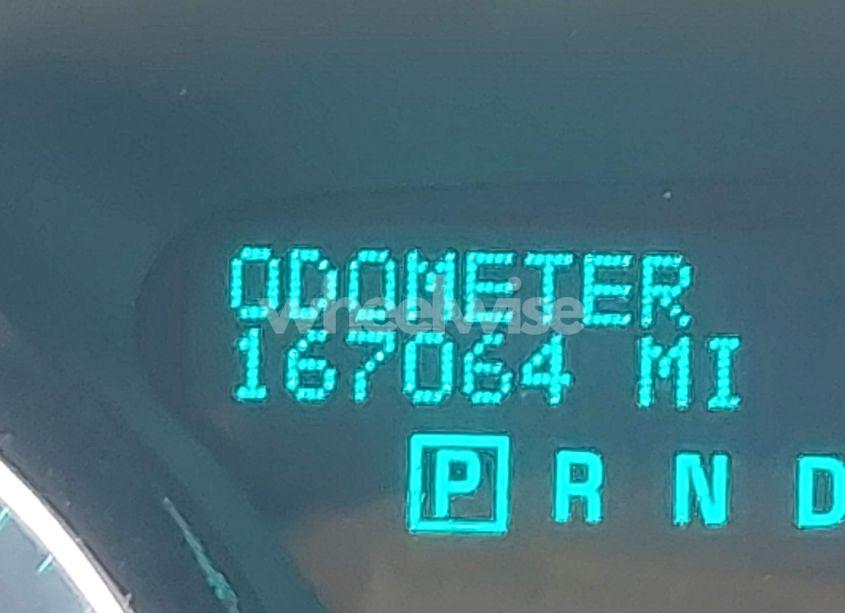 ODOMETER
wheelwise
167064 MI
P R N D